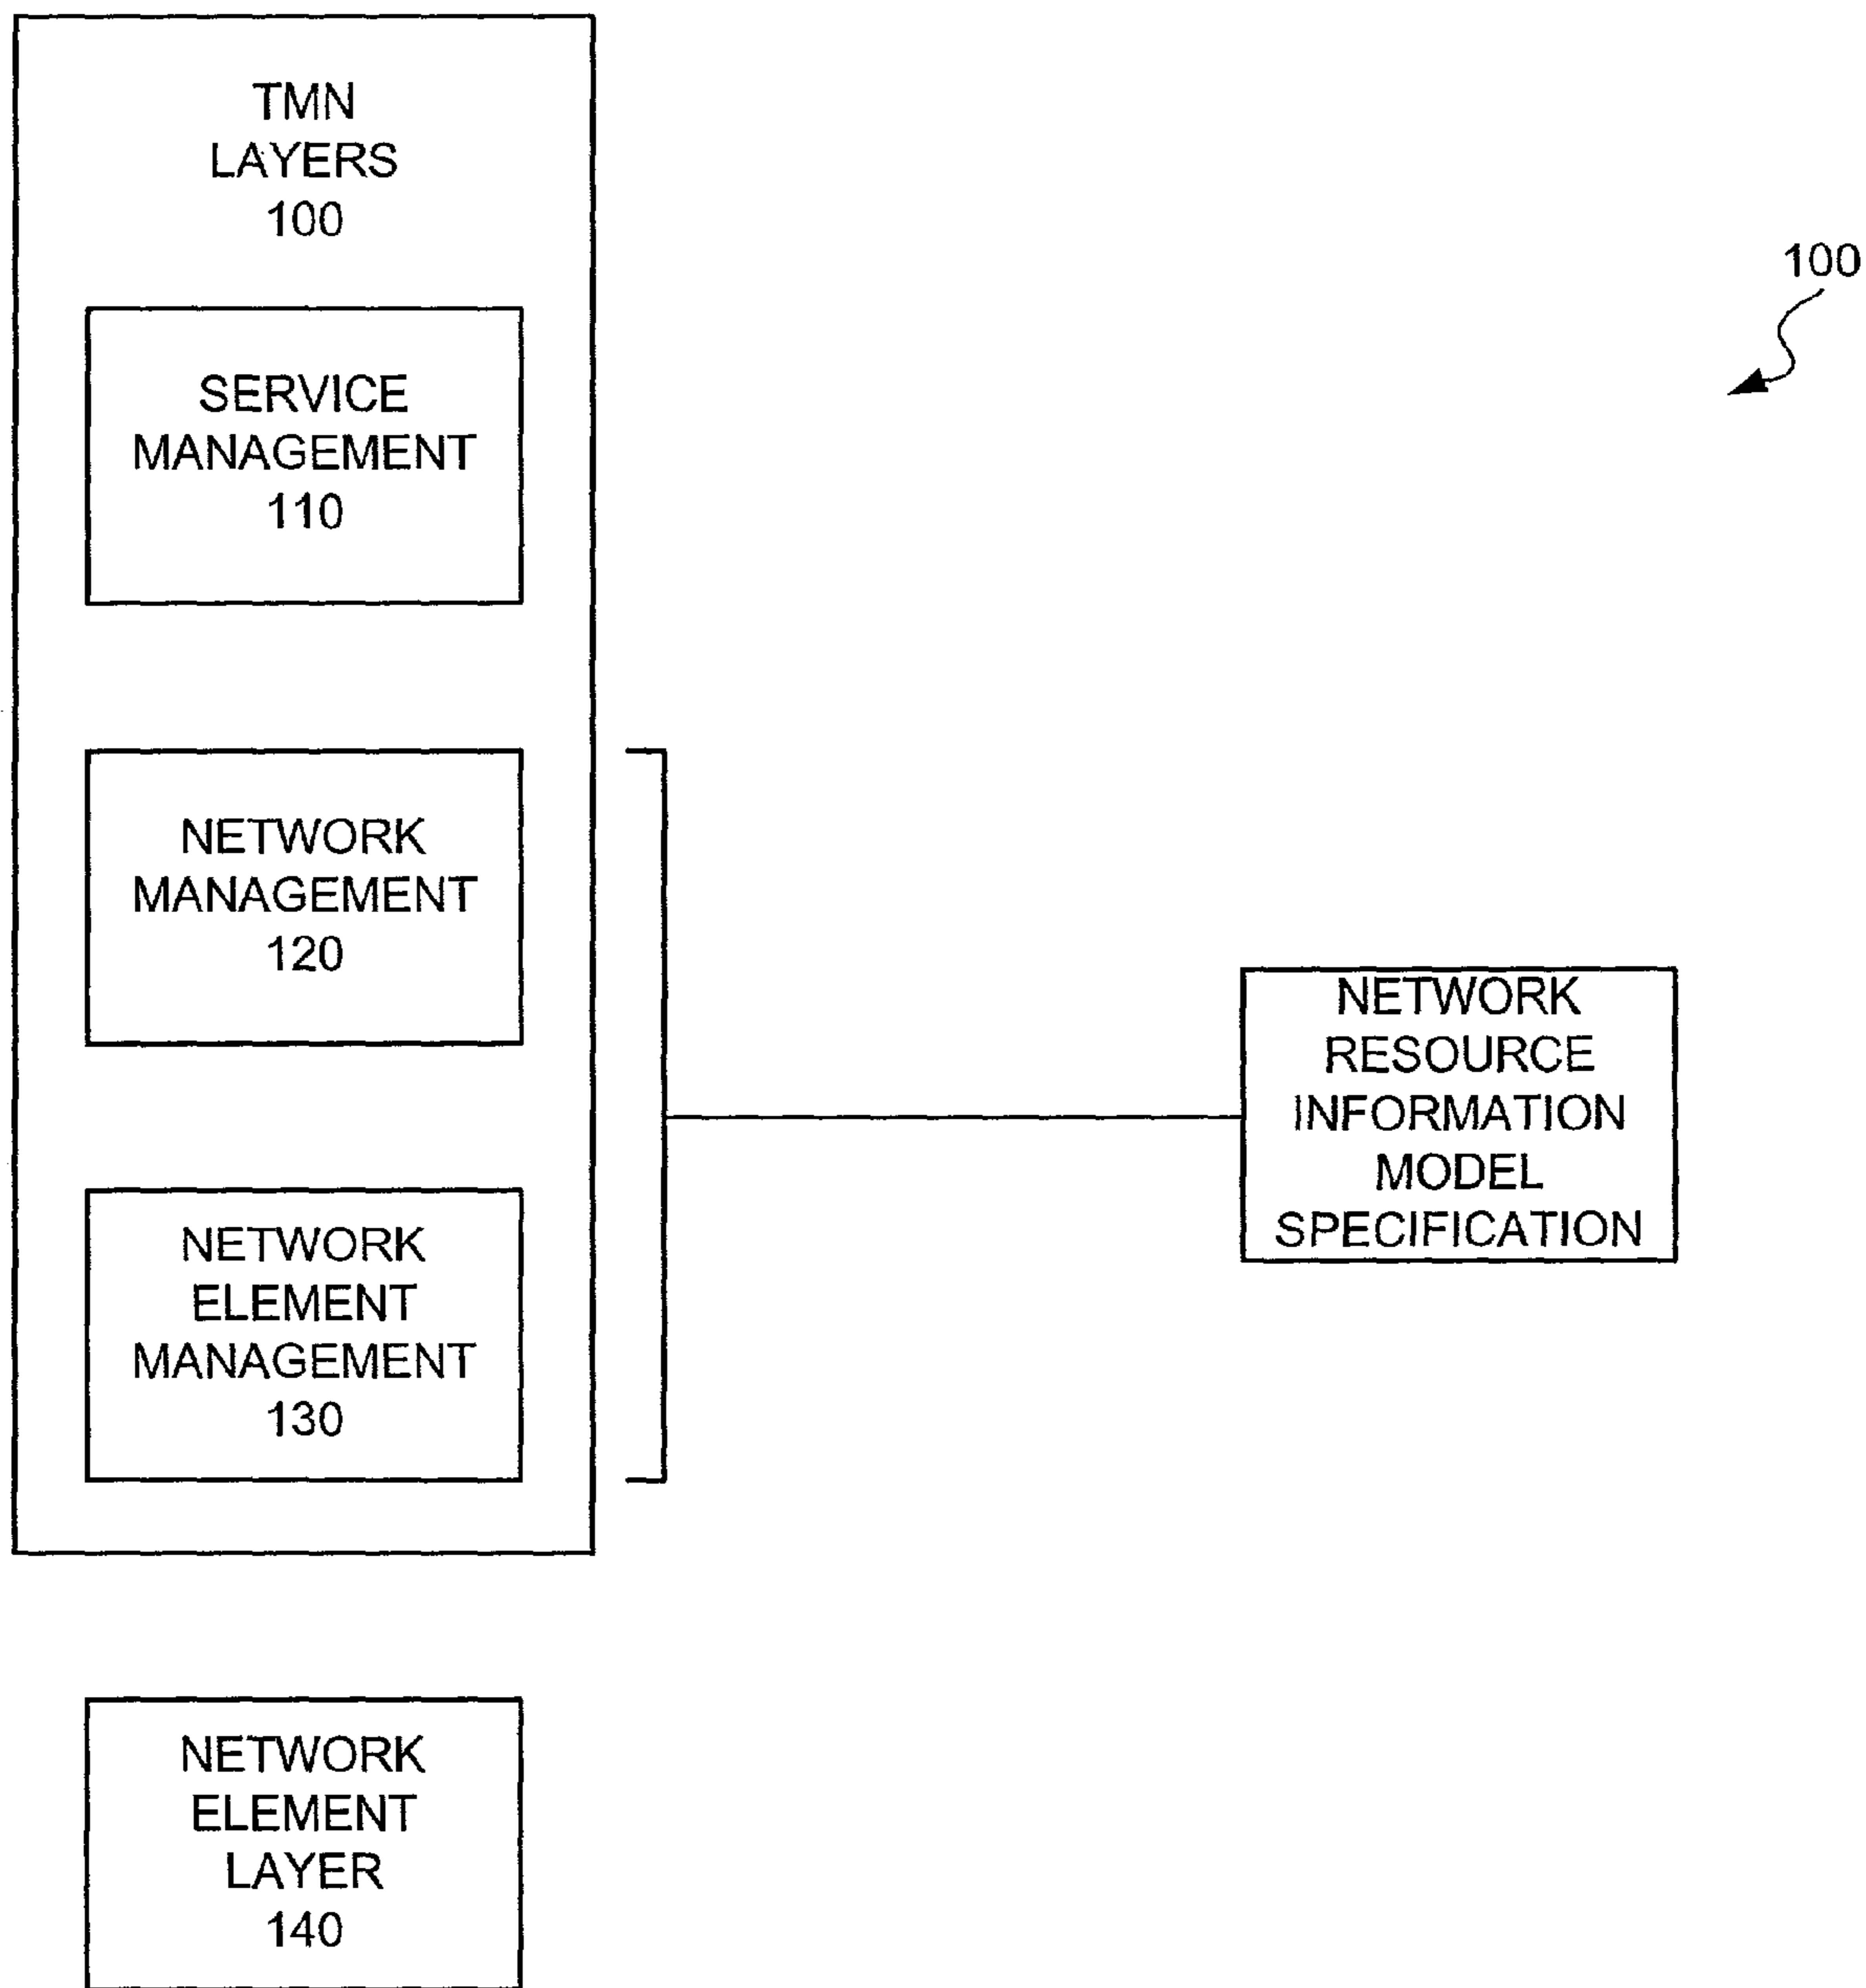 TMN
LAYERS
100
100
SERVICE
MANAGEMENT
110
NETWORK
MANAGEMENT
120
NETWORK
RESOURCE
INFORMATION
MODEL
SPECIFICATION
NETWORK
ELEMENT
MANAGEMENT
130
NETWORK
ELEMENT
LAYER
140